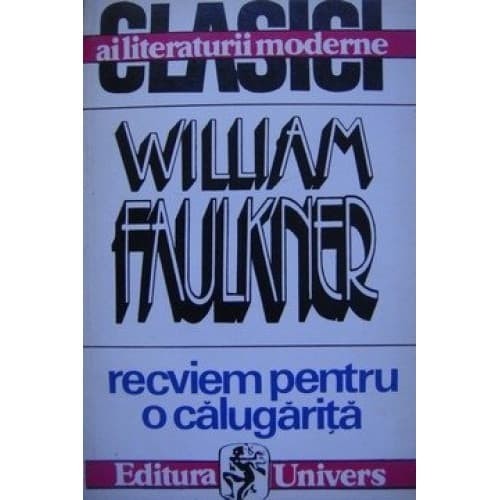 CLASICI
ai literaturii moderne
WILLIAM
FAULKNER
recviem pentru
o călugăriță
Editura Univers